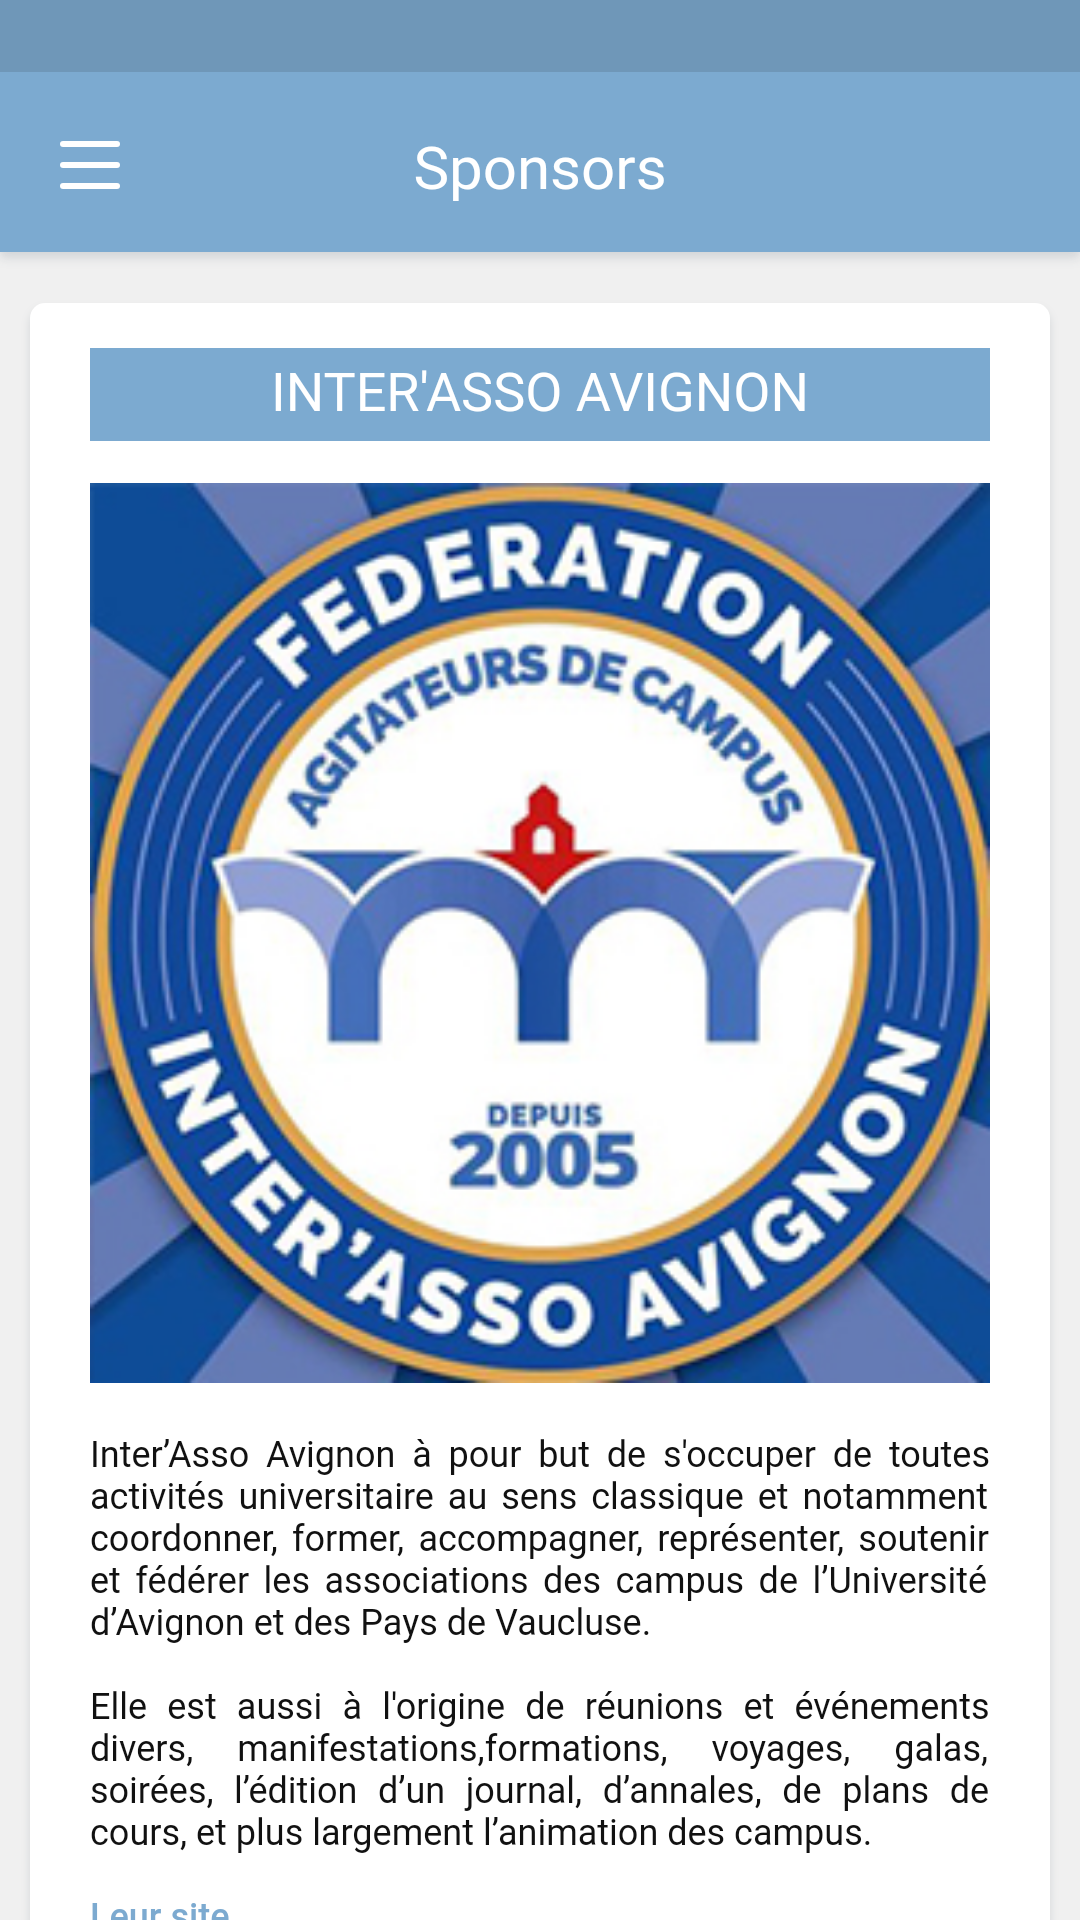 Sponsors
INTER'ASSO AVIGNON
FEDERATION
AGITATEURS DE CAMPUS
DEPUIS
2005
INTER’ASSO AVIGNON
Inter’Asso Avignon à pour but de s'occuper de toutes
activités universitaire au sens classique et notamment
coordonner, former, accompagner, représenter, soutenir
et fédérer les associations des campus de l’Université
d’Avignon et des Pays de Vaucluse.
Elle est aussi à l'origine de réunions et événements
divers, manifestations,formations, voyages, galas,
soirées, l’édition d’un journal, d’annales, de plans de
cours, et plus largement l’animation des campus.
Leur site